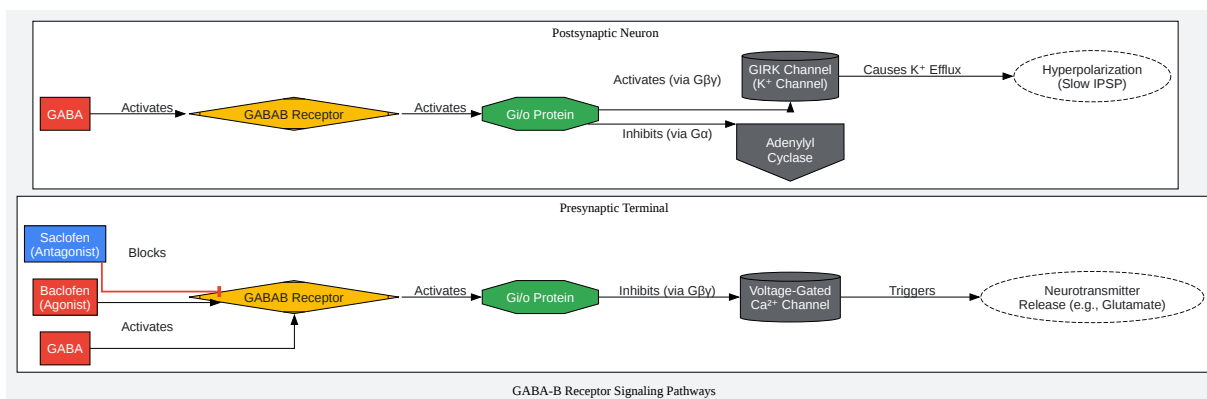 Postsynaptic Neuron
GABA
Activates
GABAB Receptor
Activates
Gi/o Protein
Activates (via Gβγ)
Inhibits (via Gα)
GIRK Channel
(K⁺ Channel)
Adenylyl
Cyclase
Causes K⁺ Efflux
Hyperpolarization
(Slow IPSP)
Presynaptic Terminal
Saclofen
(Antagonist)
Blocks
Baclofen
(Agonist)
Activates
GABA
GABAB Receptor
Activates
Gi/o Protein
Inhibits (via Gβγ)
Voltage-Gated
Ca²⁺ Channel
Triggers
Neurotransmitter
Release (e.g., Glutamate)
GABA-B Receptor Signaling Pathways